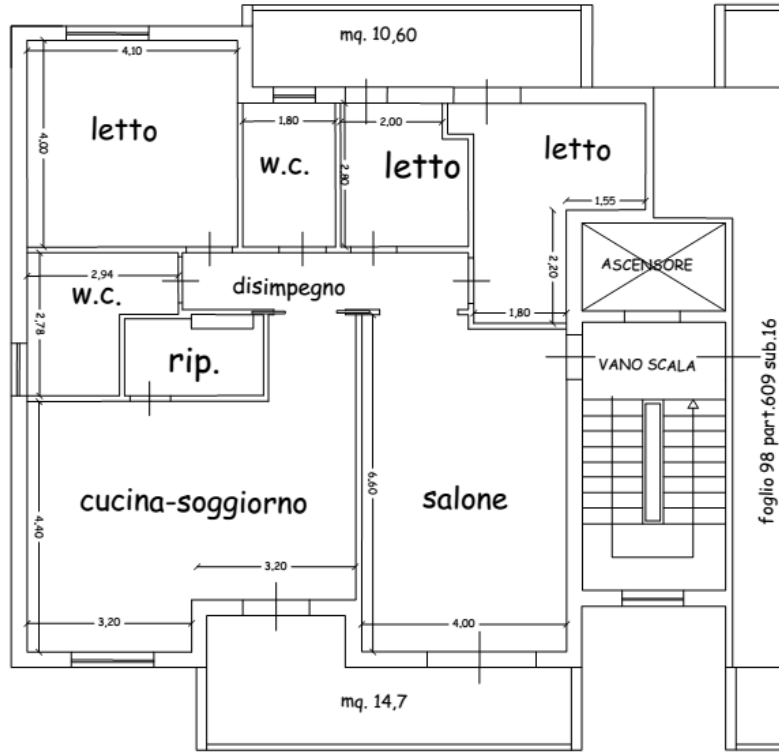 mq. 10,60
4,10
letto
4,00
1,80
w.c.
2,00
2,80
letto
letto
1,55
2,20
1,80
ASCENSORE
2,94
w.c.
2,78
disimpegno
rip.
VANO SCALA
foglio 98 part.609 sub.16
cucina-soggiorno
4,40
3,20
3,20
6,60
salone
4,00
mq. 14,7